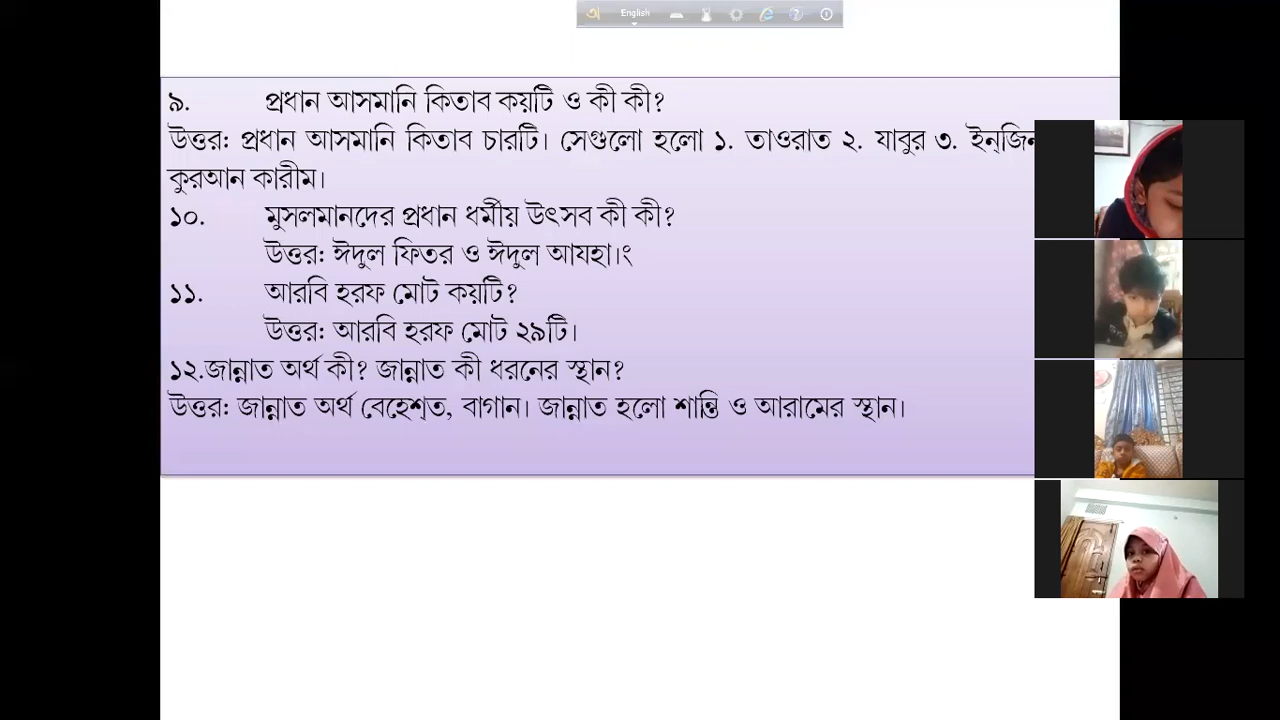 English
৯. প্রধান আসমানি কিতাব কয়টি ও কী কী?
উত্তর: প্রধান আসমানি কিতাব চারটি। সেগুলো হলো ১. তাওরাত ২. যাবুর ৩.
কুরআন কারীম।
১০. মুসলমানদের প্রধান ধর্মীয় উৎসব কী কী?
উত্তর: ঈদুল ফিতর ও ঈদুল আযহা।ং
১১. আরবি হরফ মোট কয়টি?
উত্তর: আরবি হরফ মোট ২৯টি।
১২.জান্নাত অর্থ কী? জান্নাত কী ধরনের স্থান?
উত্তর: জান্নাত অর্থ বেহেশ্‌ত, বাগান। জান্নাত হলো শান্তি ও আরামের স্থান।